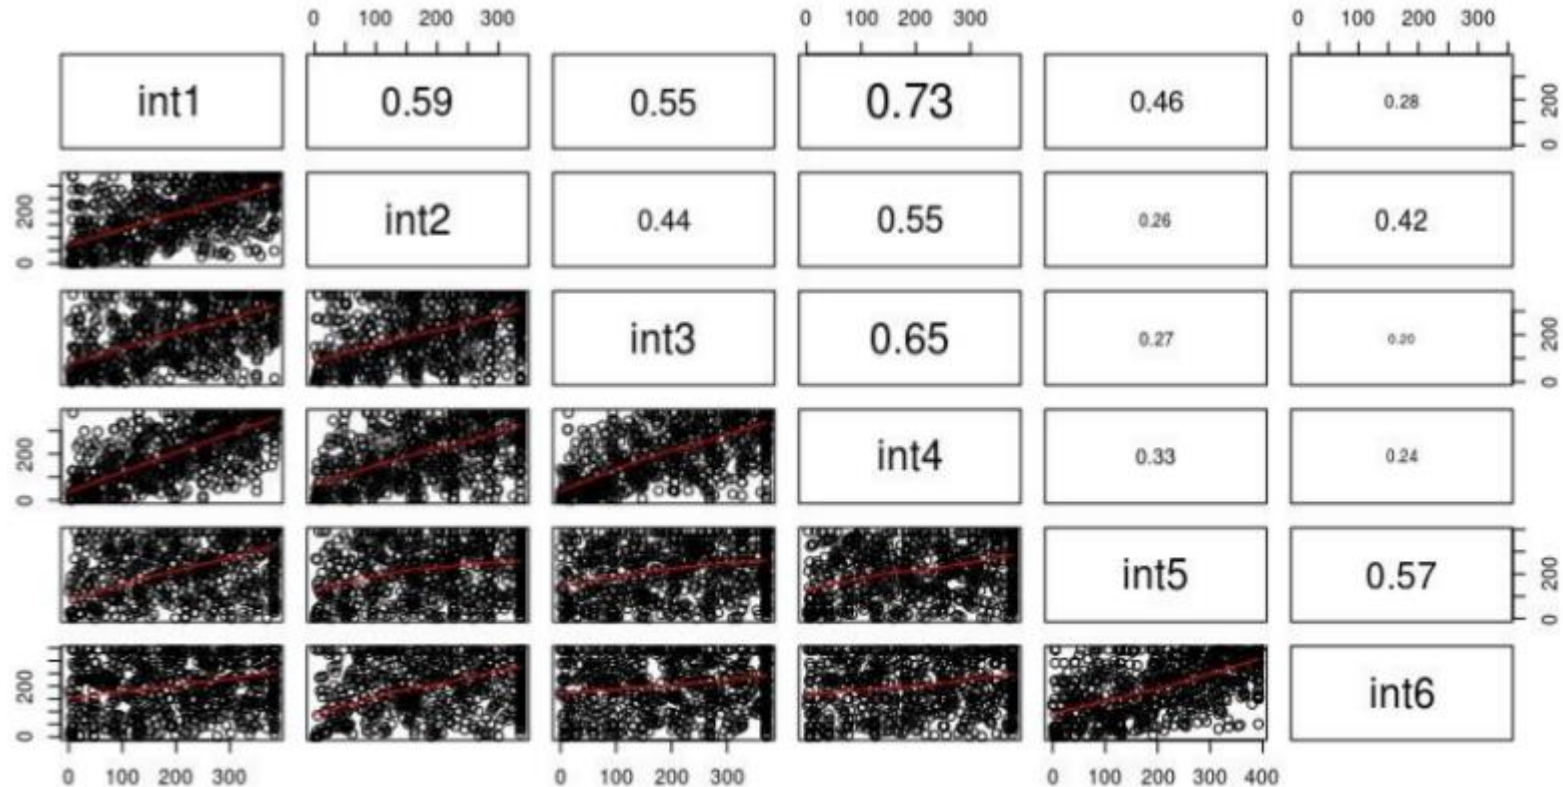 0 100 200 300 0 100 200 300 0 100 200 300
int1 0.59 0.55 0.73 0.46 0.28 0 200
0 200 int2 0.44 0.55 0.26 0.42
int3 0.65 0.27 0.20 0 200
0 200 int4 0.33 0.24
int5 0.57 0 200
0 200 int6
0 100 200 300 0 100 200 300 0 100 200 300 400